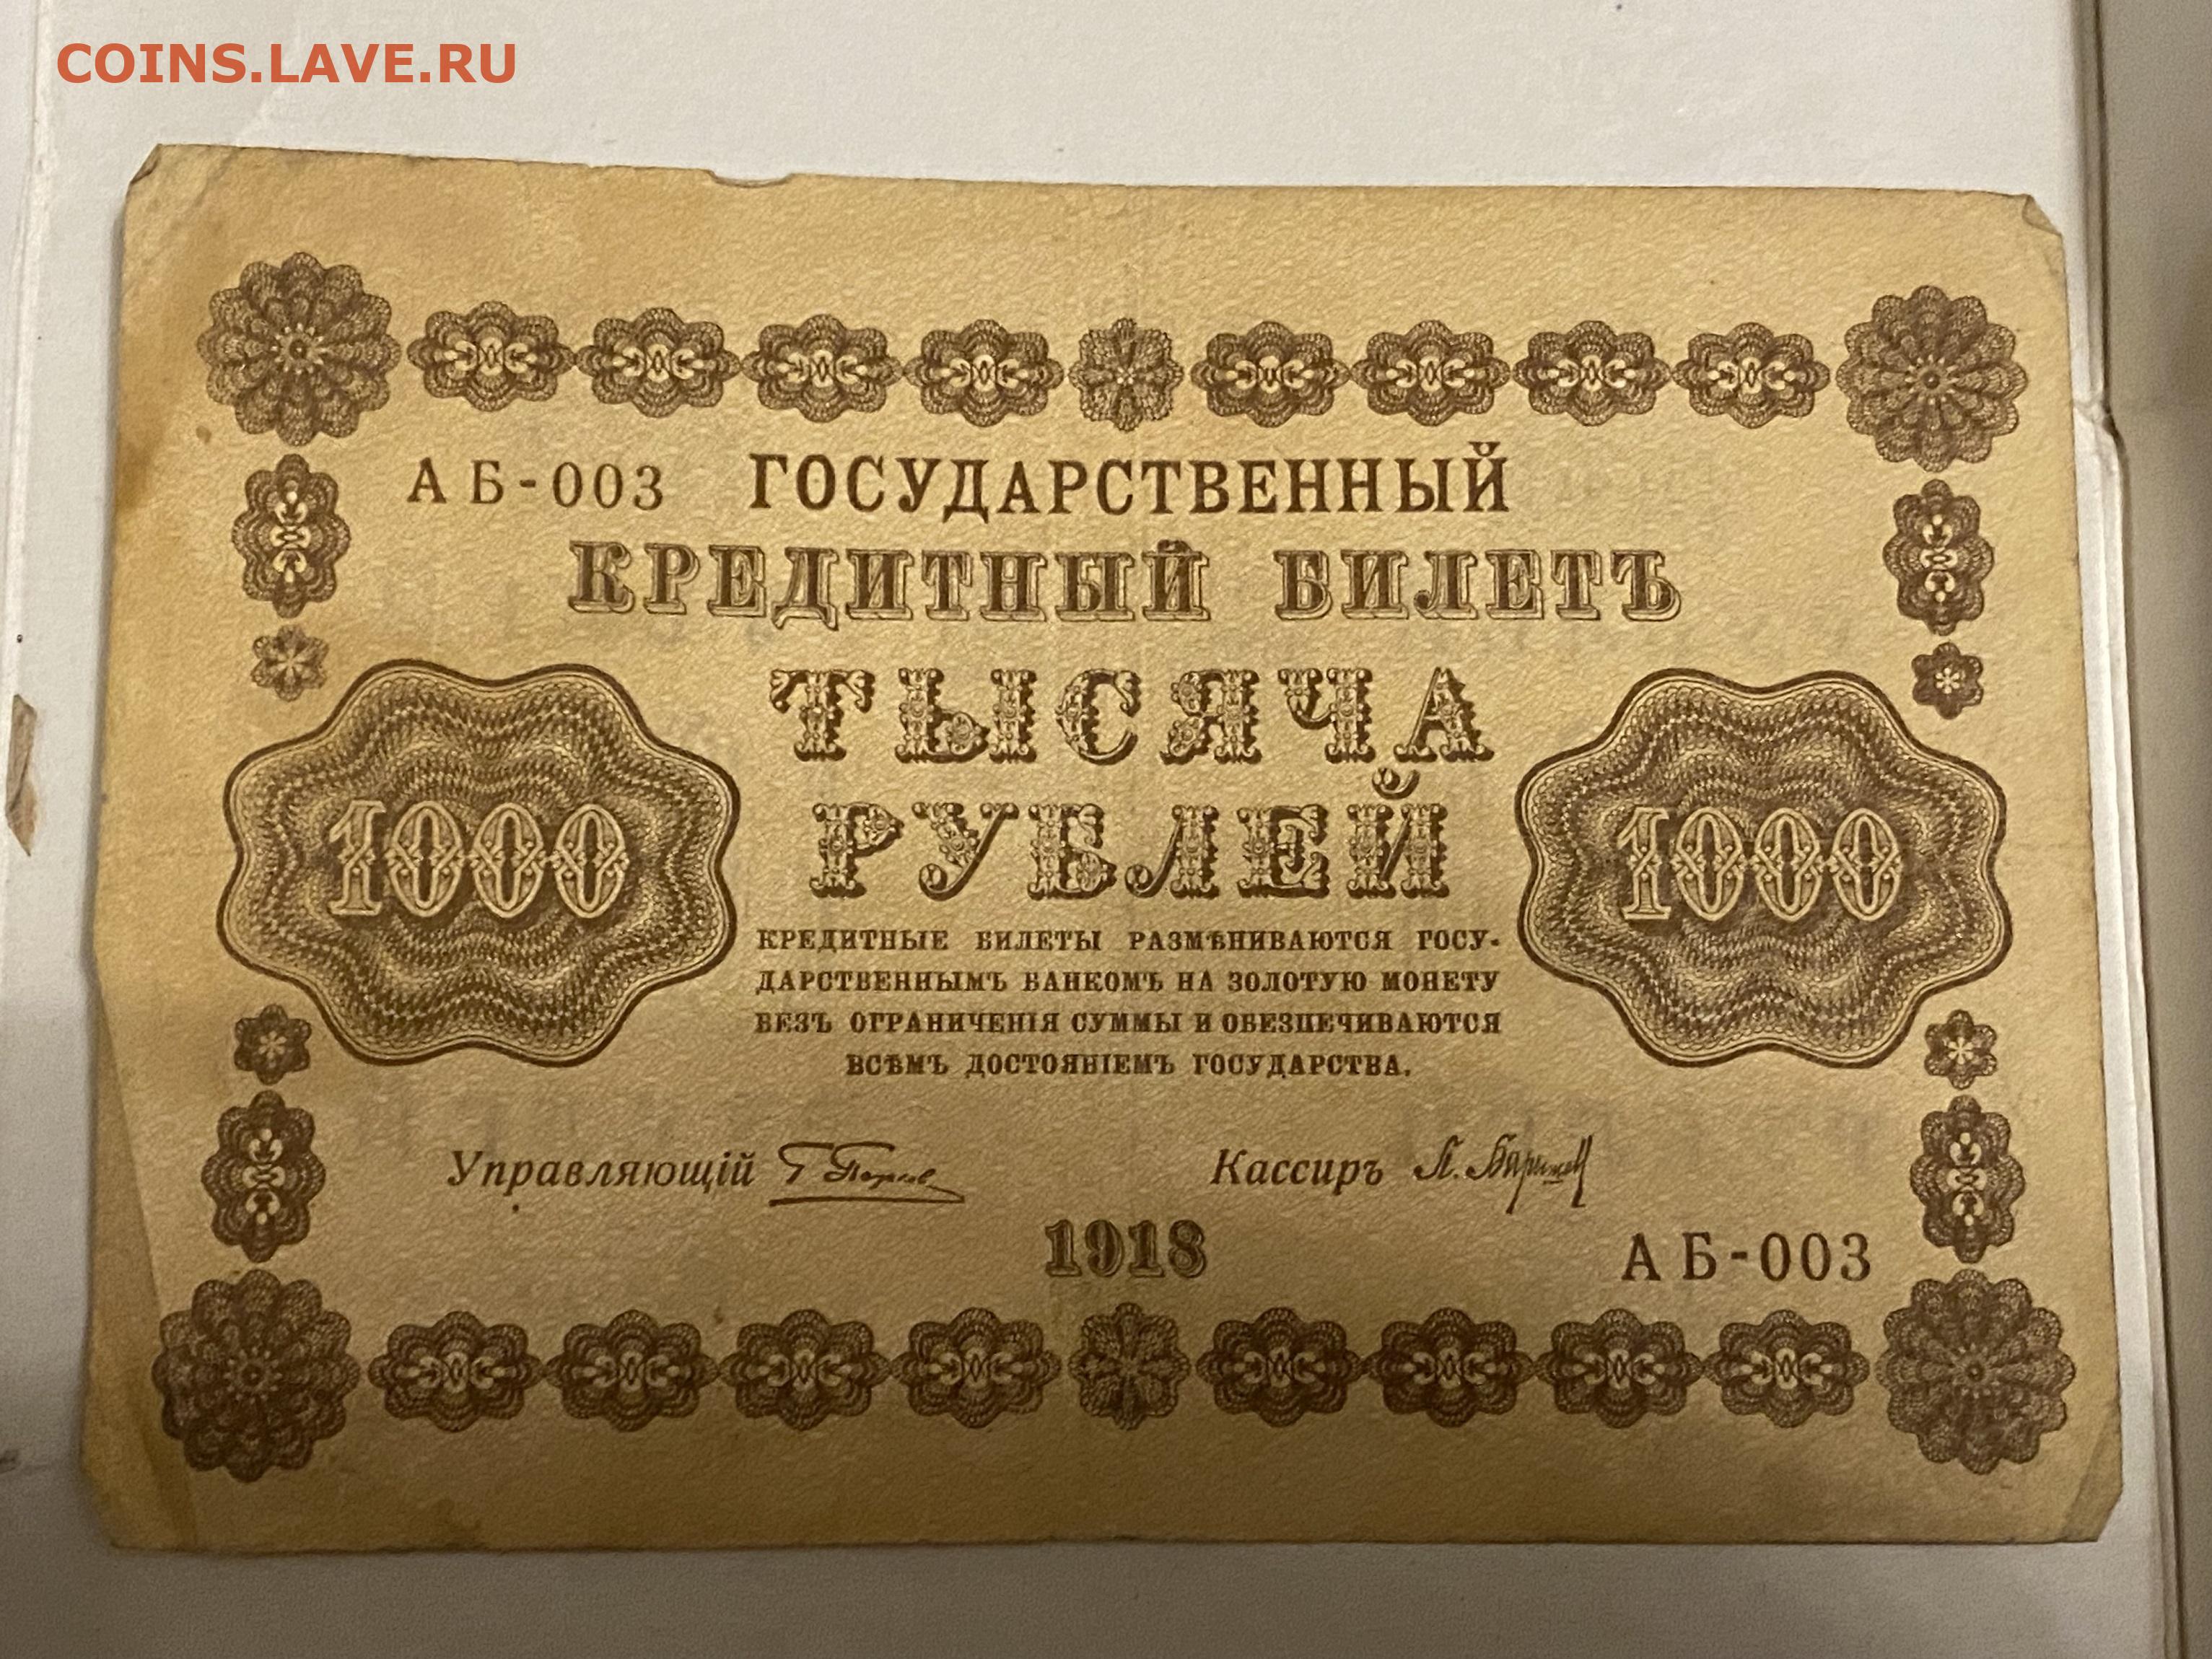 COINS.LAVE.RU
АБ-003 ГОСУДАРСТВЕННЫЙ
КРЕДИТНЫЙ БИЛЕТЪ
ТЫСЯЧА
РУБЛЕЙ
1000
1000
КРЕДИТНЫЕ БИЛЕТЫ РАЗМѢНИВАЮТСЯ ГОСУ-
ДАРСТВЕННЫМЪ БАНКОМЪ НА ЗОЛОТУЮ МОНЕТУ
БЕЗЪ ОГРАНИЧЕНІЯ СУММЫ И ОБЕЗПЕЧИВАЮТСЯ
ВСѢМЪ ДОСТОЯНІЕМЪ ГОСУДАРСТВА.
Управляющій
Кассиръ
1918
АБ-003